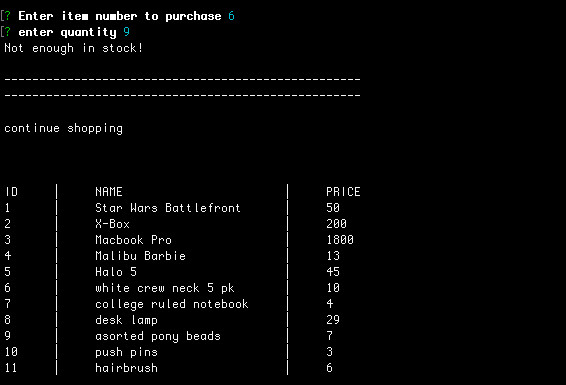 [? Enter item number to purchase 6
[? enter quantity 9
Not enough in stock!
---------------------------------------------------
---------------------------------------------------
continue shopping
ID | NAME | PRICE
1 | Star Wars Battlefront | 50
2 | X-Box | 200
3 | Macbook Pro | 1800
4 | Malibu Barbie | 13
5 | Halo 5 | 45
6 | white crew neck 5 pk | 10
7 | college ruled notebook | 4
8 | desk lamp | 29
9 | asorted pony beads | 7
10 | push pins | 3
11 | hairbrush | 6